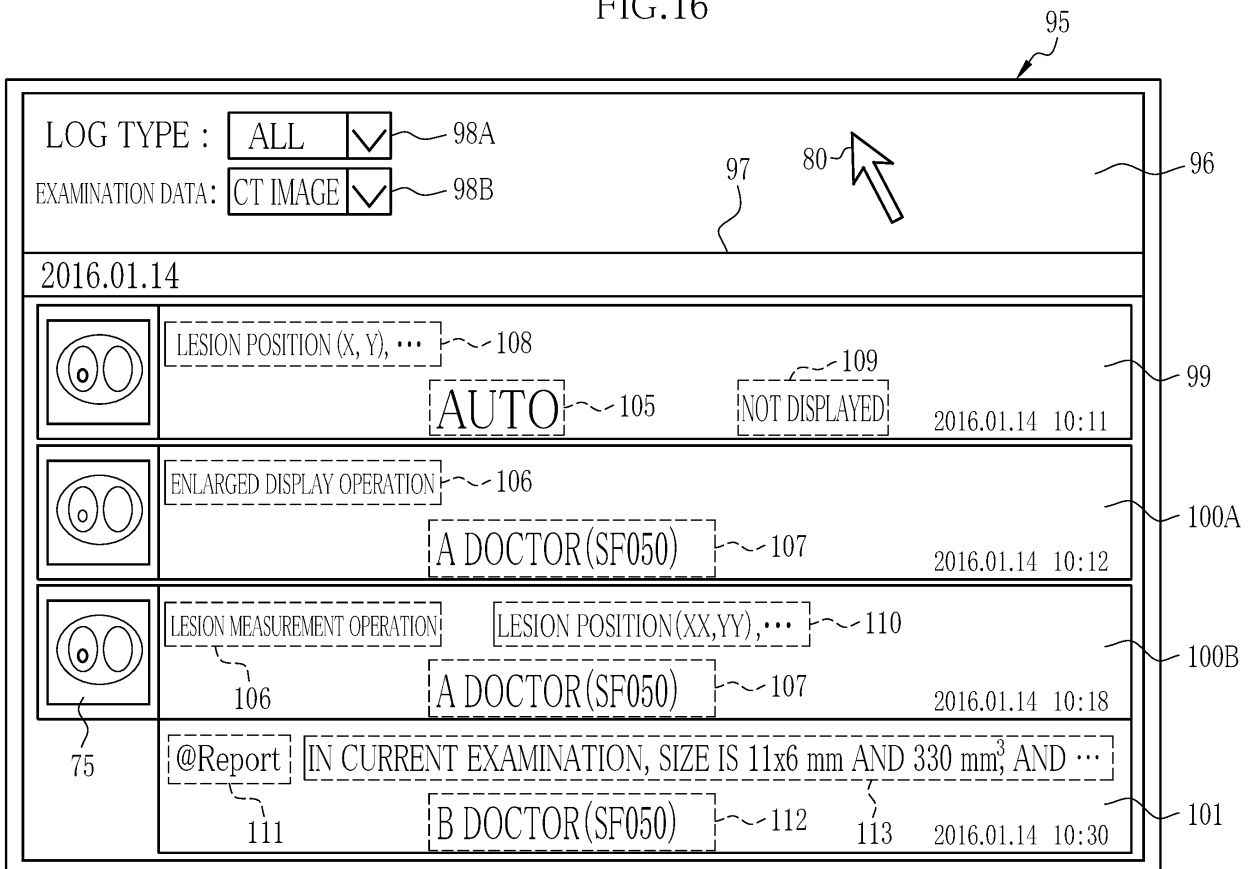 FIG.16
95
LOG TYPE : ALL 98A
80
96
EXAMINATION DATA: CT IMAGE 98B
97
2016.01.14
LESION POSITION (X, Y), ··· 108
109
99
AUTO 105 NOT DISPLAYED 2016.01.14 10:11
ENLARGED DISPLAY OPERATION 106
100A
A DOCTOR(SF050) 107 2016.01.14 10:12
LESION MEASUREMENT OPERATION LESION POSITION(XX,YY),··· 110
100B
106 A DOCTOR(SF050) 107 2016.01.14 10:18
75
@Report IN CURRENT EXAMINATION, SIZE IS 11x6 mm AND 330 mm³, AND ···
111 B DOCTOR(SF050) 112 113 2016.01.14 10:30
101